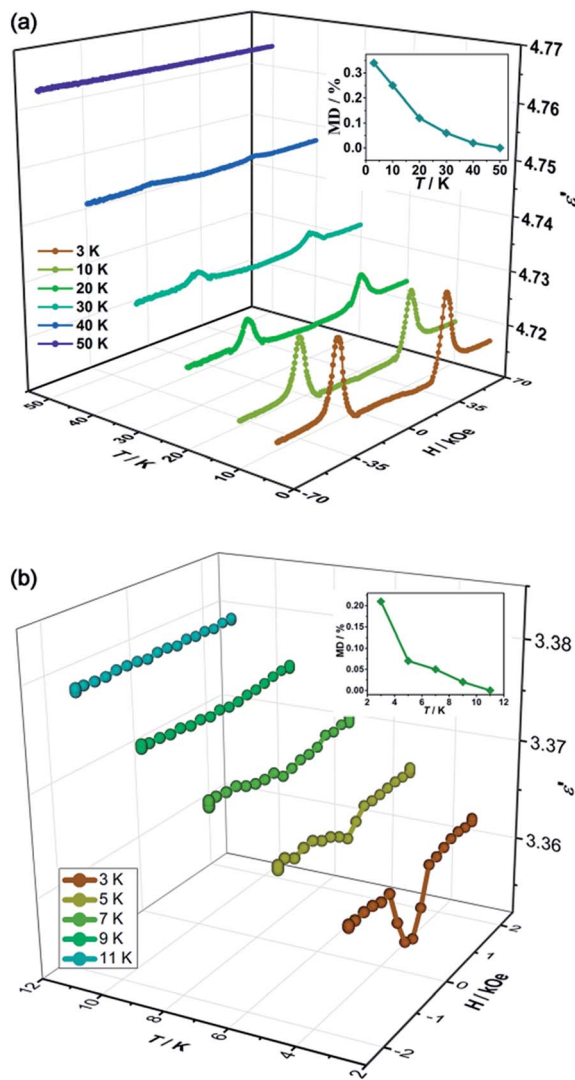 (a)
4.77
4.76
4.75
4.74
4.73
4.72
ε'
0.3
0.2
0.1
0.0
MD / %
0 10 20 30 40 50
T / K
3 K
10 K
20 K
30 K
40 K
50 K
50
40
30
20
10
0
T / K
-70
-35
0
35
70
H / kOe
(b)
3.38
3.37
3.36
ε'
0.20
0.15
0.10
0.05
0.00
MD / %
2 4 6 8 10 12
T / K
3 K
5 K
7 K
9 K
11 K
12
10
8
6
4
2
T / K
-2
-1
0
1
2
H / kOe